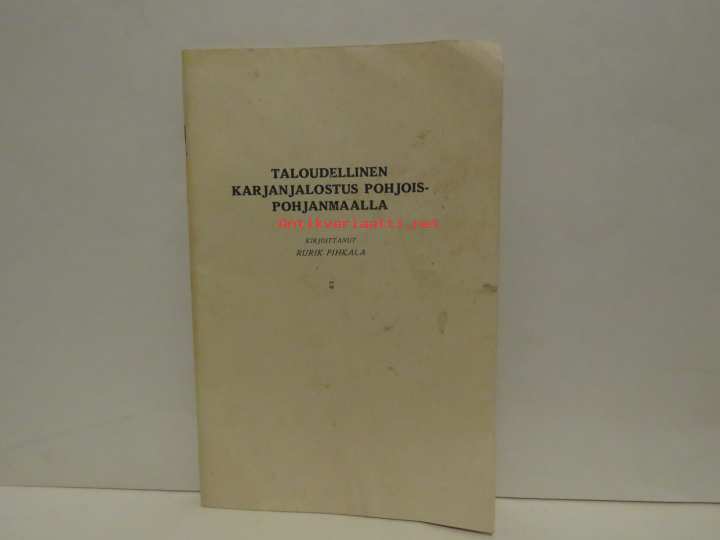 TALOUDELLINEN
KARJANJALOSTUS POHJOIS-
POHJANMAALLA
Antikvariaatti.net
KIRJOITTANUT
RURIK PIHKALA